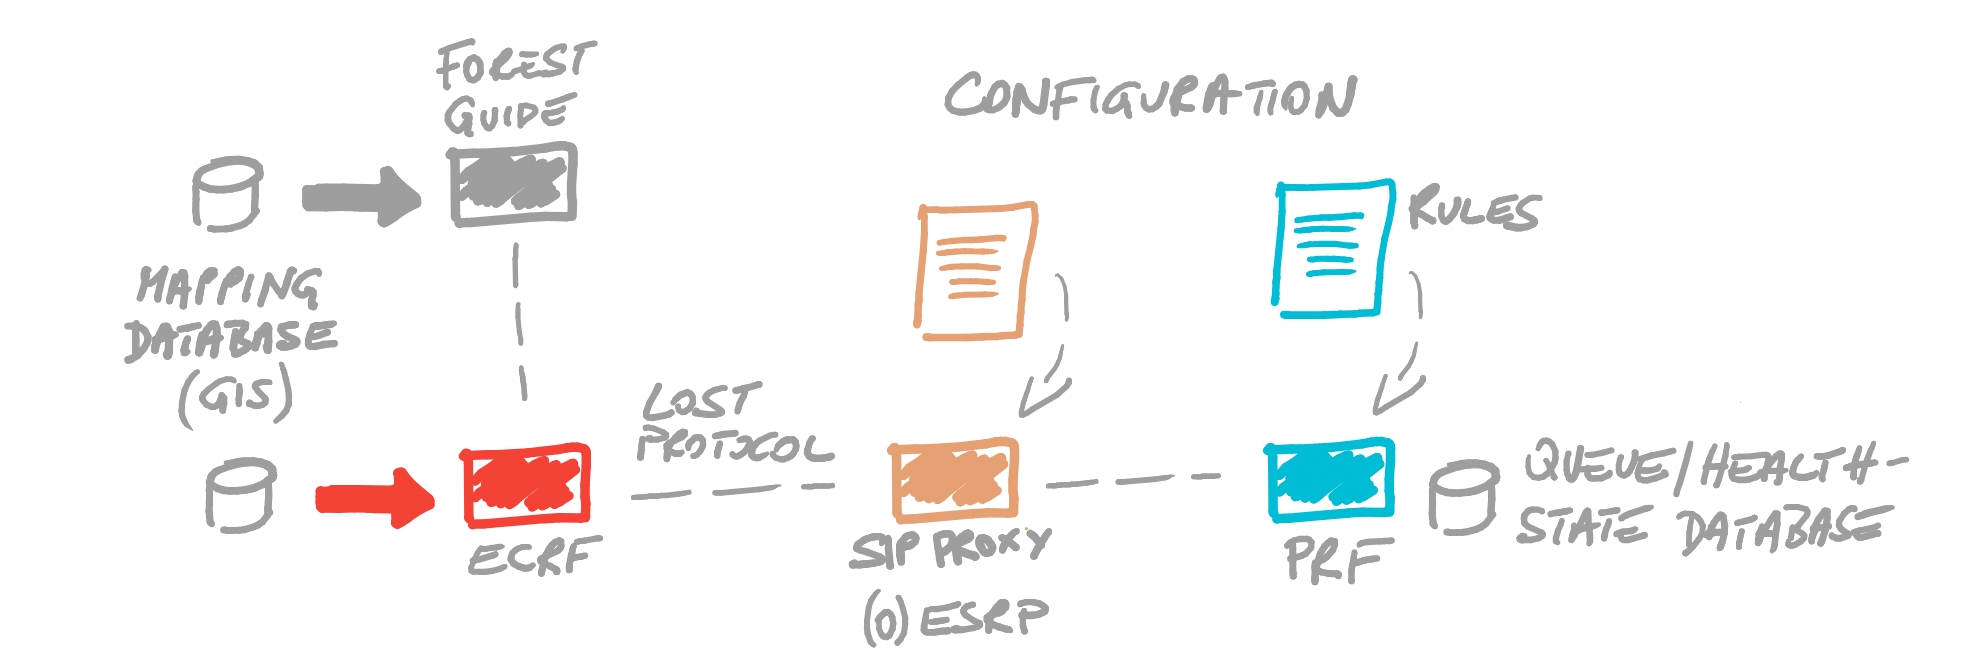 FOREST
GUIDE
CONFIGURATION
RULES
MAPPING
DATABASE
(GIS)
LOST
PROTOCOL
ECRF
SIP PROXY
(O) ESRP
PRF
QUEUE/HEALTH-
STATE DATABASE